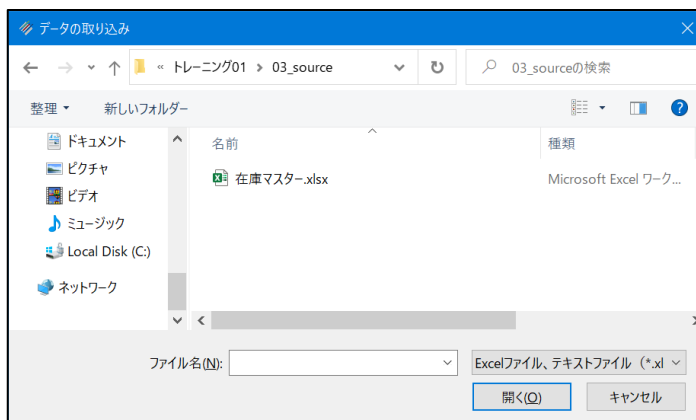 データの取り込み
« トレーニング01 › 03_source
03_sourceの検索
整理
新しいフォルダー
?
ドキュメント
ピクチャ
ビデオ
ミュージック
Local Disk (C:)
ネットワーク
名前
種類
在庫マスター.xlsx
Microsoft Excel ワーク...
ファイル名(N):
Excelファイル、テキストファイル (*.xl
開く(O)
キャンセル